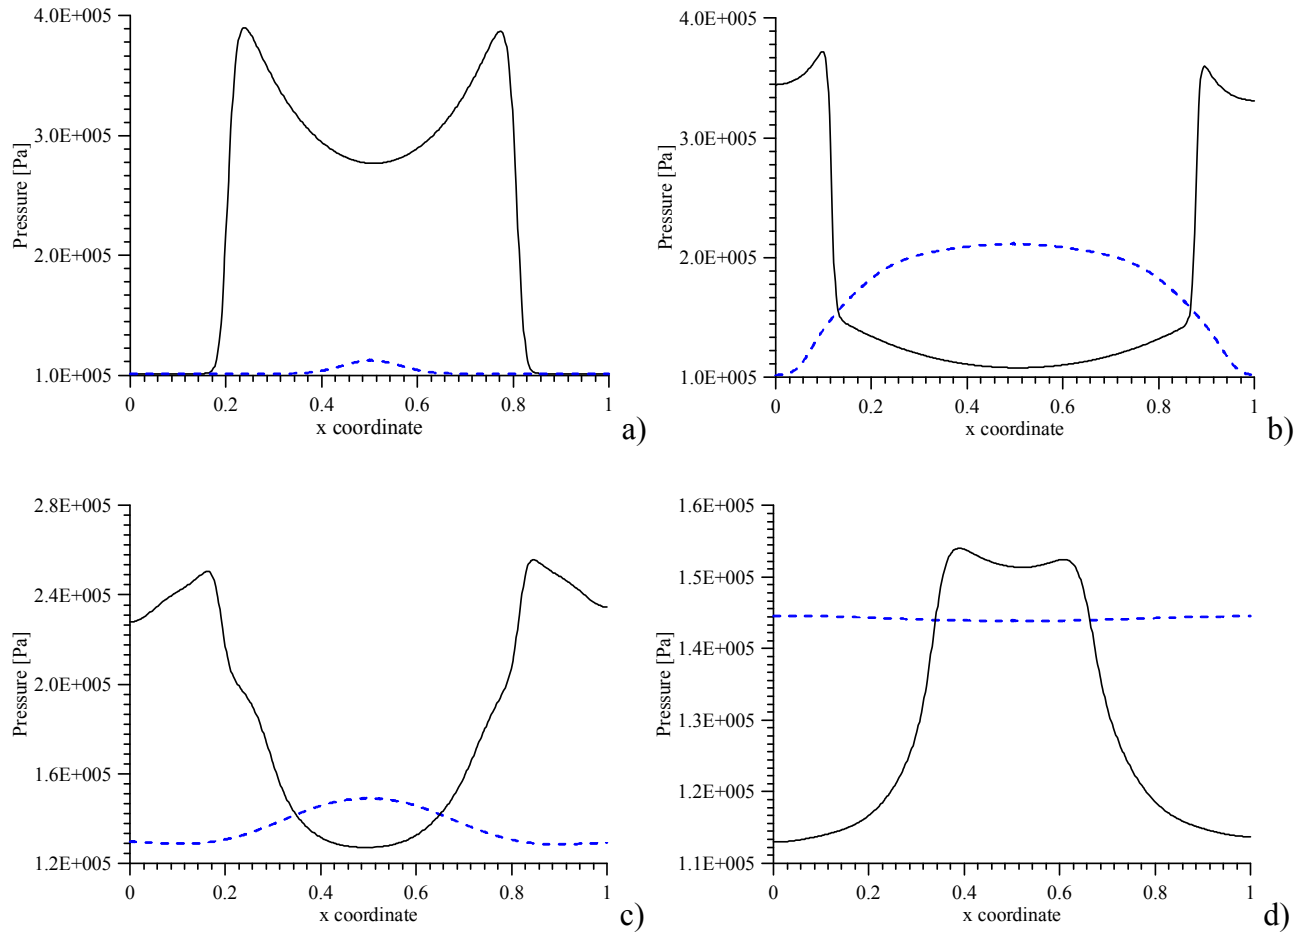 4.0E+005
3.0E+005
2.0E+005
1.0E+005
Pressure [Pa]
0 0.2 0.4 0.6 0.8 1
x coordinate
a)
4.0E+005
3.0E+005
2.0E+005
1.0E+005
Pressure [Pa]
0 0.2 0.4 0.6 0.8 1
x coordinate
b)
2.8E+005
2.4E+005
2.0E+005
1.6E+005
1.2E+005
Pressure [Pa]
0 0.2 0.4 0.6 0.8 1
x coordinate
c)
1.6E+005
1.5E+005
1.4E+005
1.3E+005
1.2E+005
1.1E+005
Pressure [Pa]
0 0.2 0.4 0.6 0.8 1
x coordinate
d)